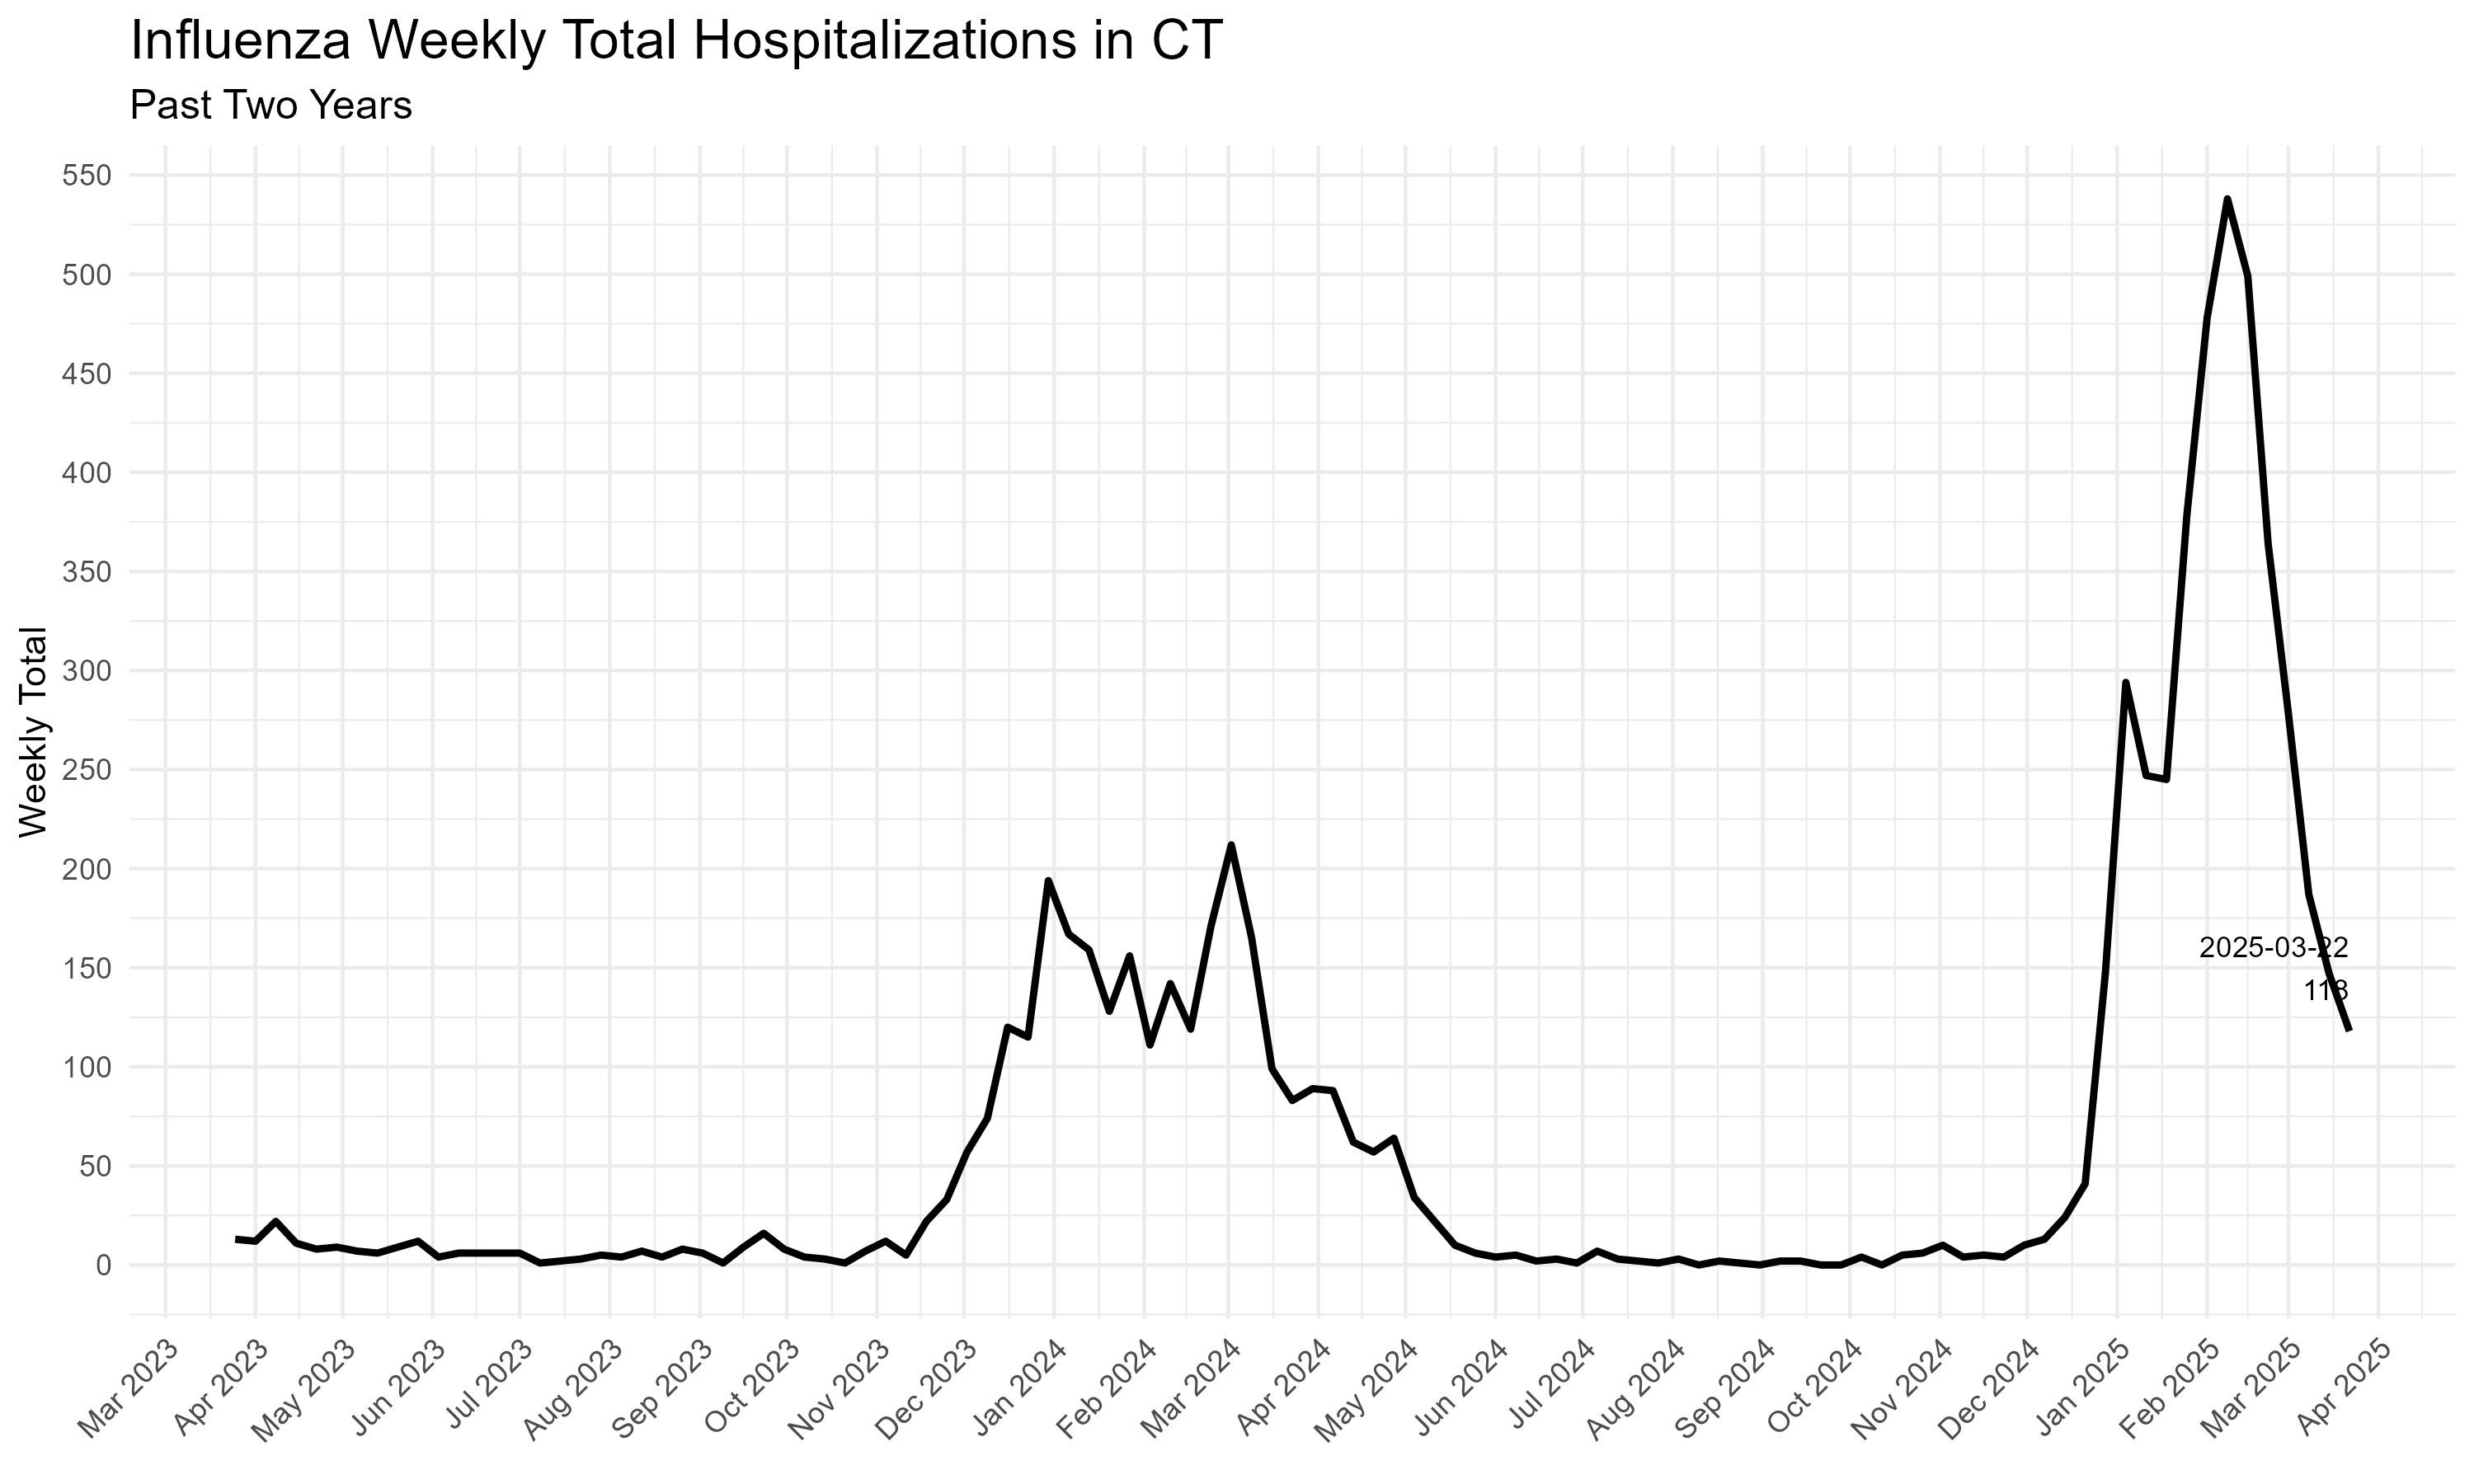 Influenza Weekly Total Hospitalizations in CT
Past Two Years
Weekly Total
550
500
450
400
350
300
250
200
150
100
50
0
2025-03-22
118
Mar 2023
Apr 2023
May 2023
Jun 2023
Jul 2023
Aug 2023
Sep 2023
Oct 2023
Nov 2023
Dec 2023
Jan 2024
Feb 2024
Mar 2024
Apr 2024
May 2024
Jun 2024
Jul 2024
Aug 2024
Sep 2024
Oct 2024
Nov 2024
Dec 2024
Jan 2025
Feb 2025
Mar 2025
Apr 2025